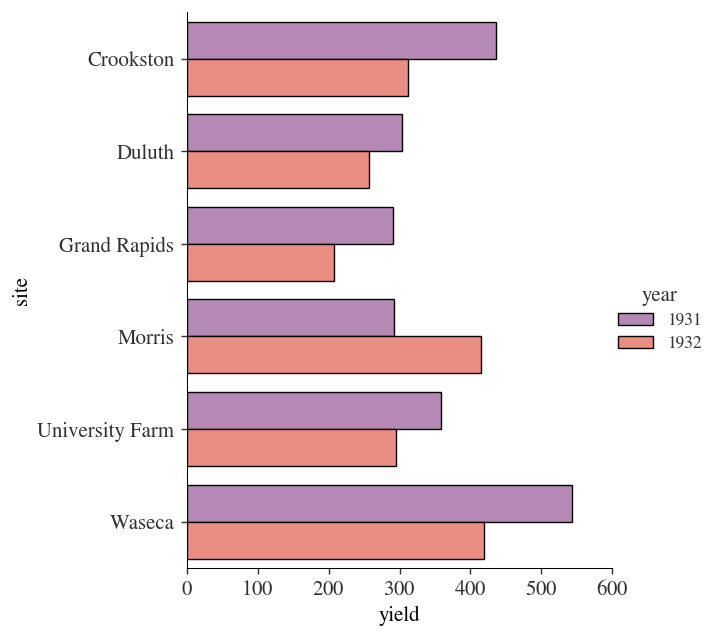 Crookston
Duluth
Grand Rapids
Morris
University Farm
Waseca
site
0 100 200 300 400 500 600
yield
year
1931
1932